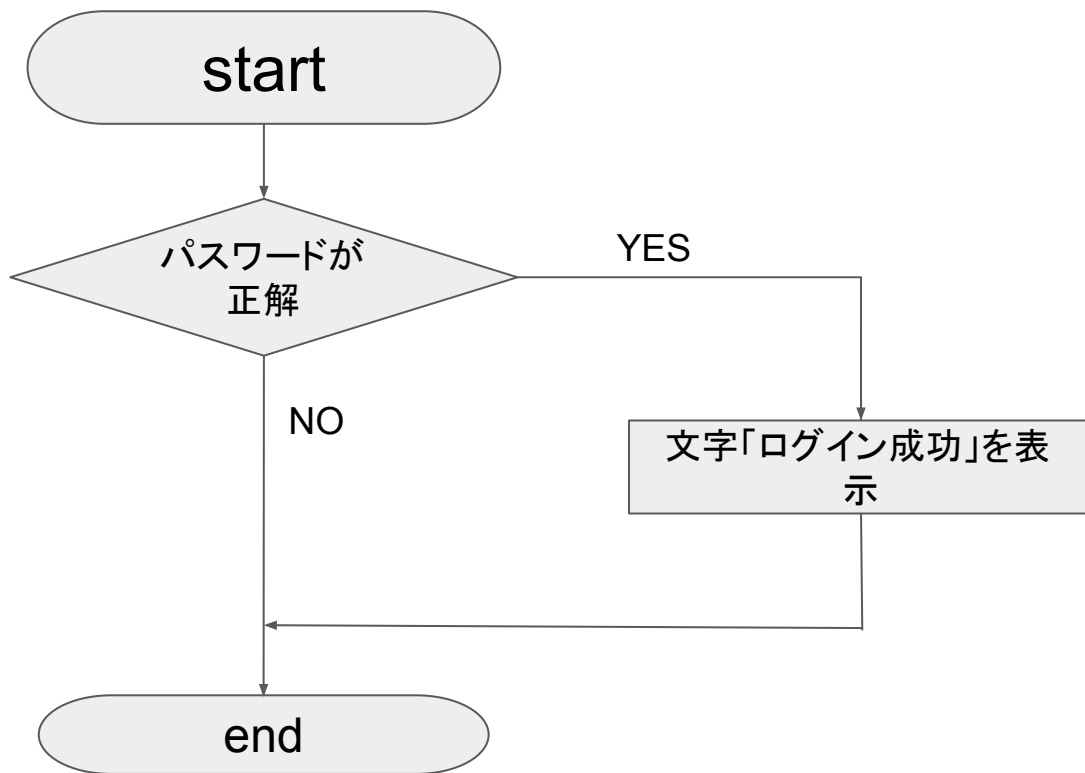 start
パスワードが
正解
YES
NO
文字「ログイン成功」を表
示
end